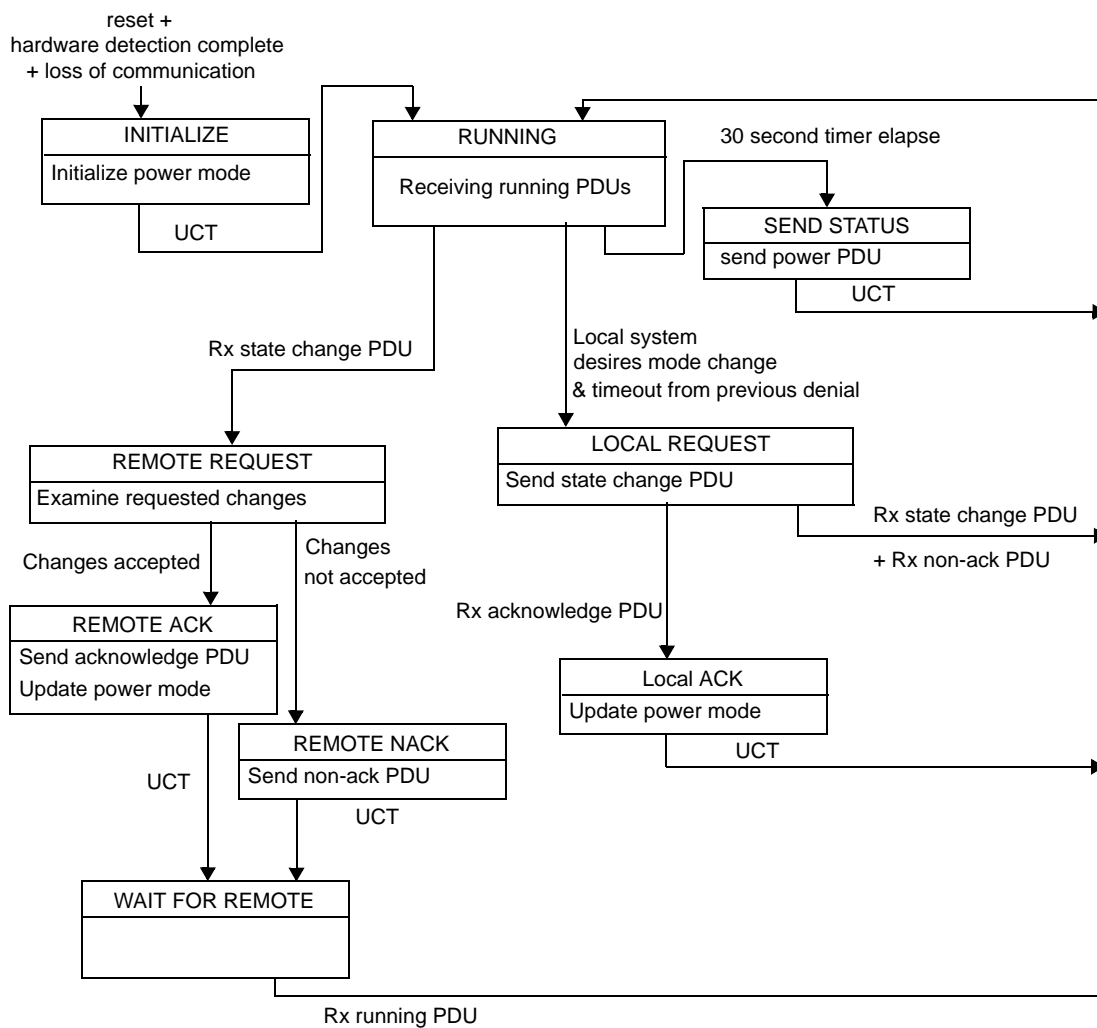 reset +
hardware detection complete
+ loss of communication
INITIALIZE
Initialize power mode
UCT
RUNNING
Receiving running PDUs
30 second timer elapse
SEND STATUS
send power PDU
UCT
Rx state change PDU
Local system
desires mode change
& timeout from previous denial
REMOTE REQUEST
Examine requested changes
LOCAL REQUEST
Send state change PDU
Rx state change PDU
+ Rx non-ack PDU
Changes accepted
Changes
not accepted
Rx acknowledge PDU
REMOTE ACK
Send acknowledge PDU
Update power mode
Local ACK
Update power mode
UCT
REMOTE NACK
Send non-ack PDU
UCT
UCT
WAIT FOR REMOTE
Rx running PDU